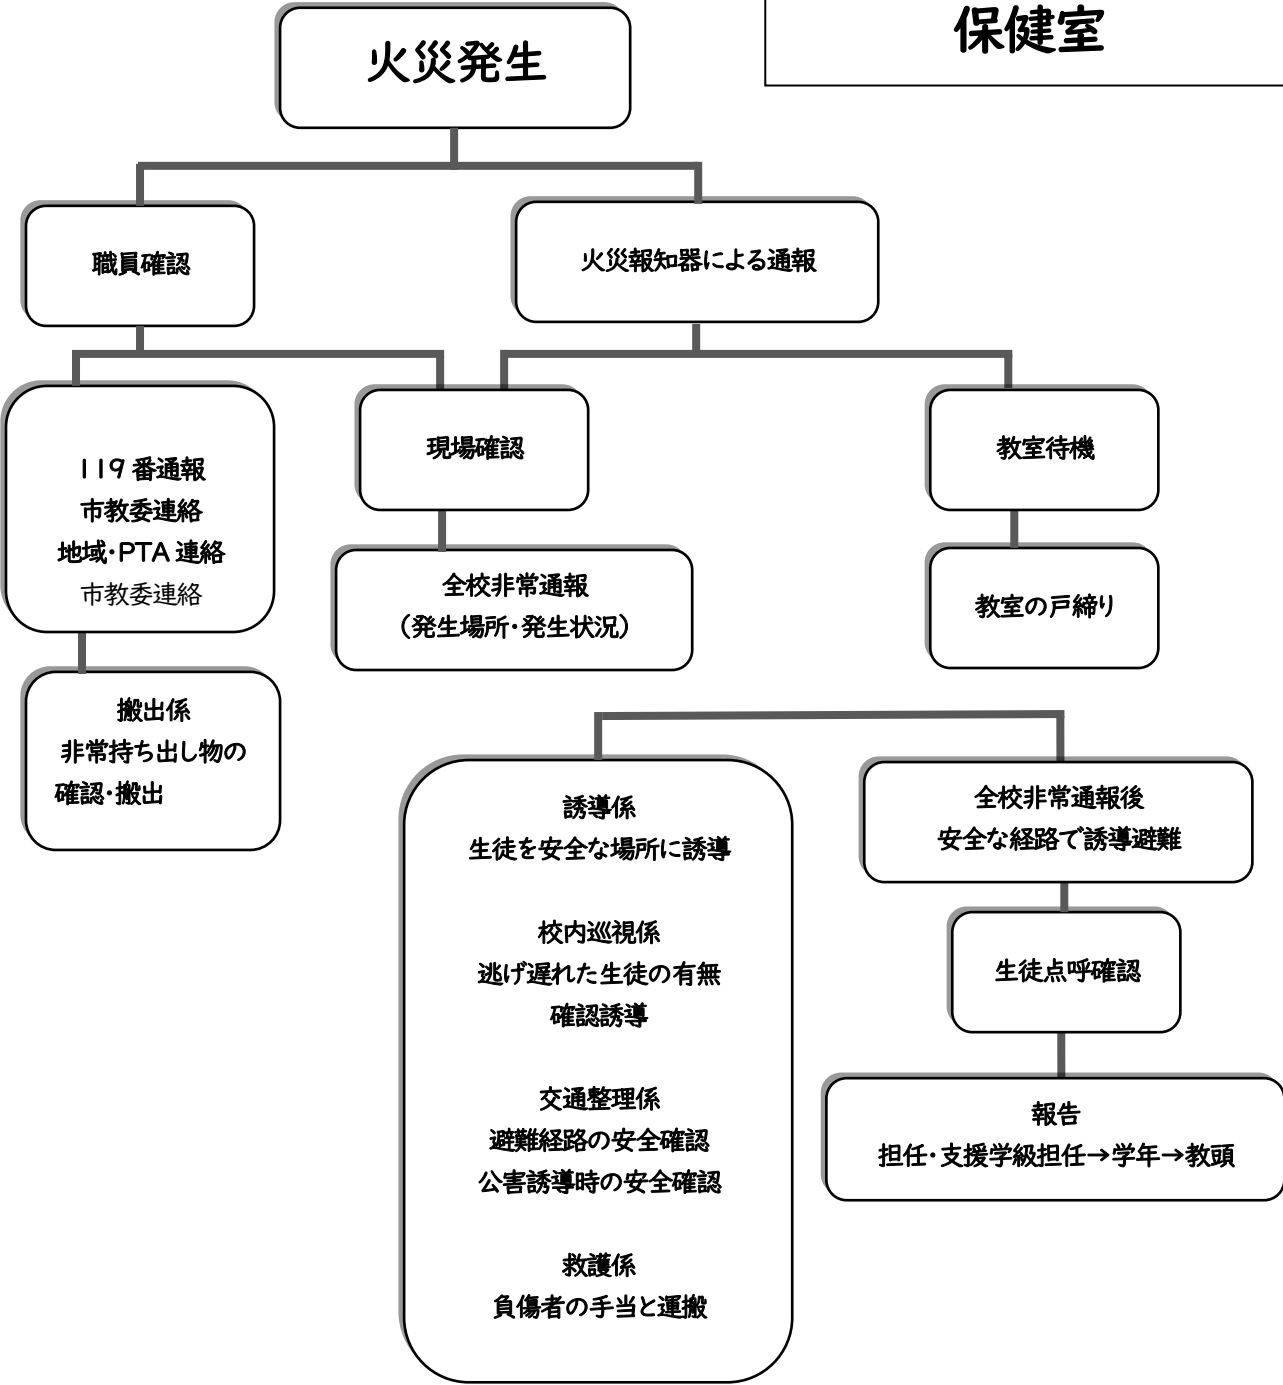 保健室
火災発生
職員確認
火災報知器による通報
119番通報
市教委連絡
地域・PTA連絡
市教委連絡
現場確認
教室待機
全校非常通報
（発生場所・発生状況）
教室の戸締り
搬出係
非常持ち出し物の
確認・搬出
誘導係
生徒を安全な場所に誘導
校内巡視係
逃げ遅れた生徒の有無
確認誘導
交通整理係
避難経路の安全確認
公害誘導時の安全確認
救護係
負傷者の手当と運搬
全校非常通報後
安全な経路で誘導避難
生徒点呼確認
報告
担任・支援学級担任→学年→教頭